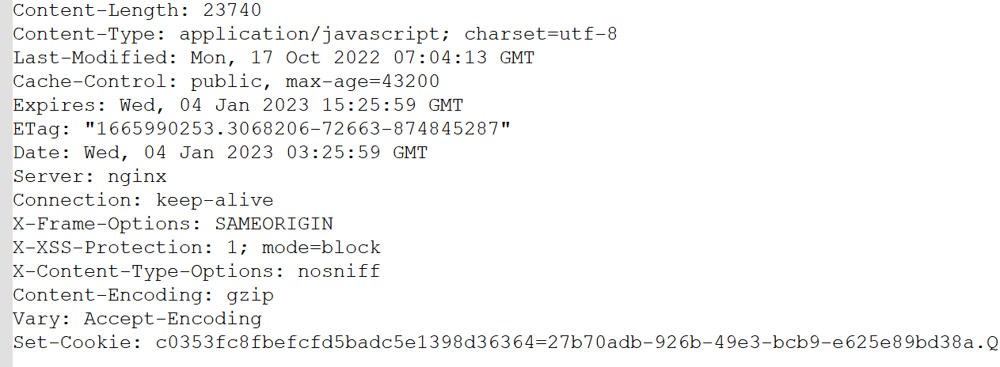 Content-Length: 23740
Content-Type: application/javascript; charset=utf-8
Last-Modified: Mon, 17 Oct 2022 07:04:13 GMT
Cache-Control: public, max-age=43200
Expires: Wed, 04 Jan 2023 15:25:59 GMT
ETag: "1665990253.3068206-72663-874845287"
Date: Wed, 04 Jan 2023 03:25:59 GMT
Server: nginx
Connection: keep-alive
X-Frame-Options: SAMEORIGIN
X-XSS-Protection: 1; mode=block
X-Content-Type-Options: nosniff
Content-Encoding: gzip
Vary: Accept-Encoding
Set-Cookie: c0353fc8fbefcfd5badc5e1398d36364=27b70adb-926b-49e3-bcb9-e625e89bd38a.Q